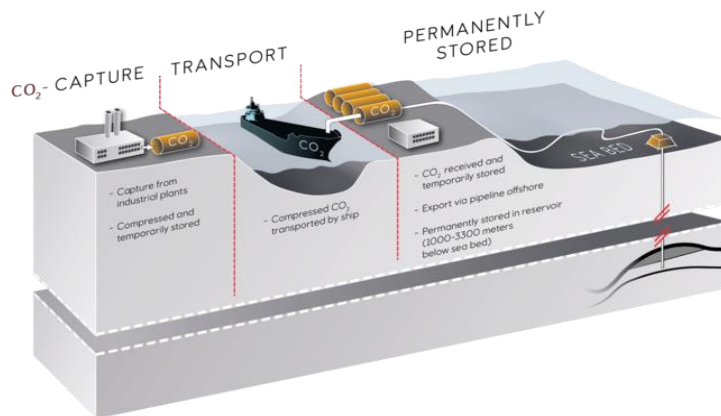 CO₂- CAPTURE
TRANSPORT
PERMANENTLY
STORED
CO₂
CO₂
CO₂
SEA BED
- Capture from
industrial plants
- Compressed and
temporarily stored
- Compressed CO₂
transported by ship
- CO₂ received and
temporarily stored
- Export via pipeline offshore
- Permanently stored in reservoir
(1000-3300 meters
below sea bed)